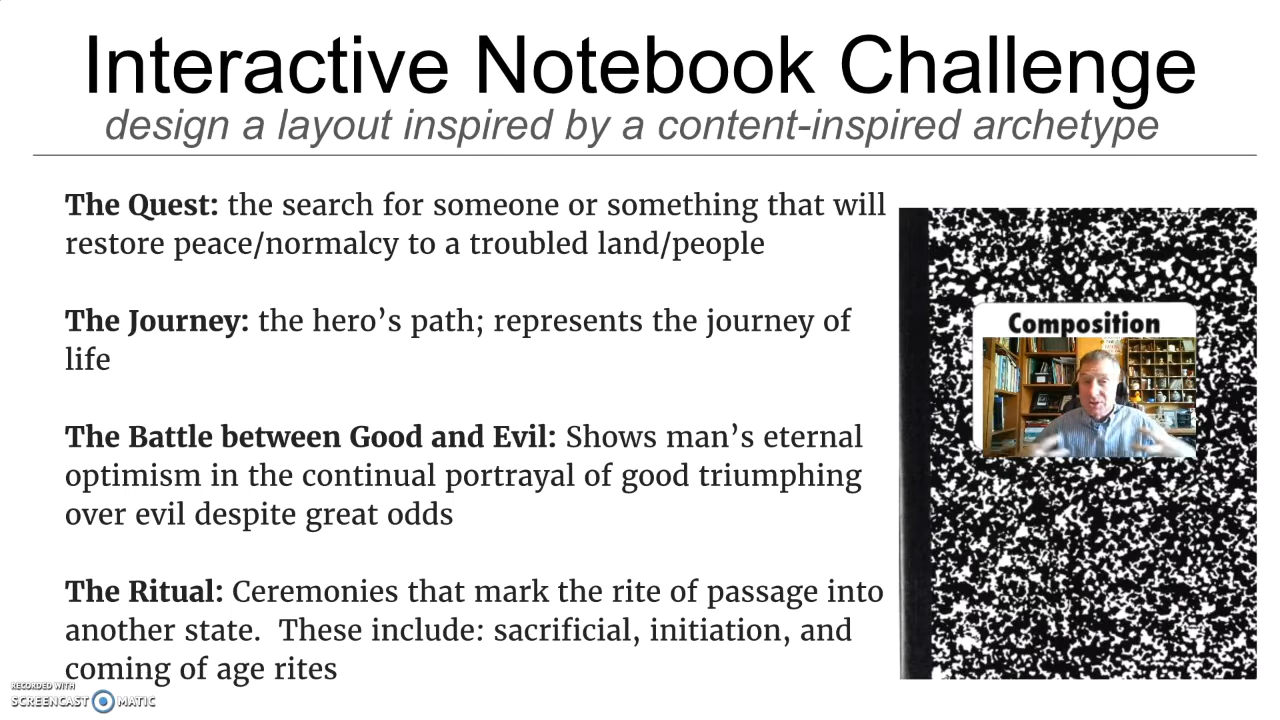 Interactive Notebook Challenge
design a layout inspired by a content-inspired archetype
The Quest: the search for someone or something that will
restore peace/normalcy to a troubled land/people
The Journey: the hero’s path; represents the journey of
life
The Battle between Good and Evil: Shows man’s eternal
optimism in the continual portrayal of good triumphing
over evil despite great odds
The Ritual: Ceremonies that mark the rite of passage into
another state.  These include: sacrificial, initiation, and
coming of age rites
Composition
RECORDED WITH
SCREENCAST MATIC